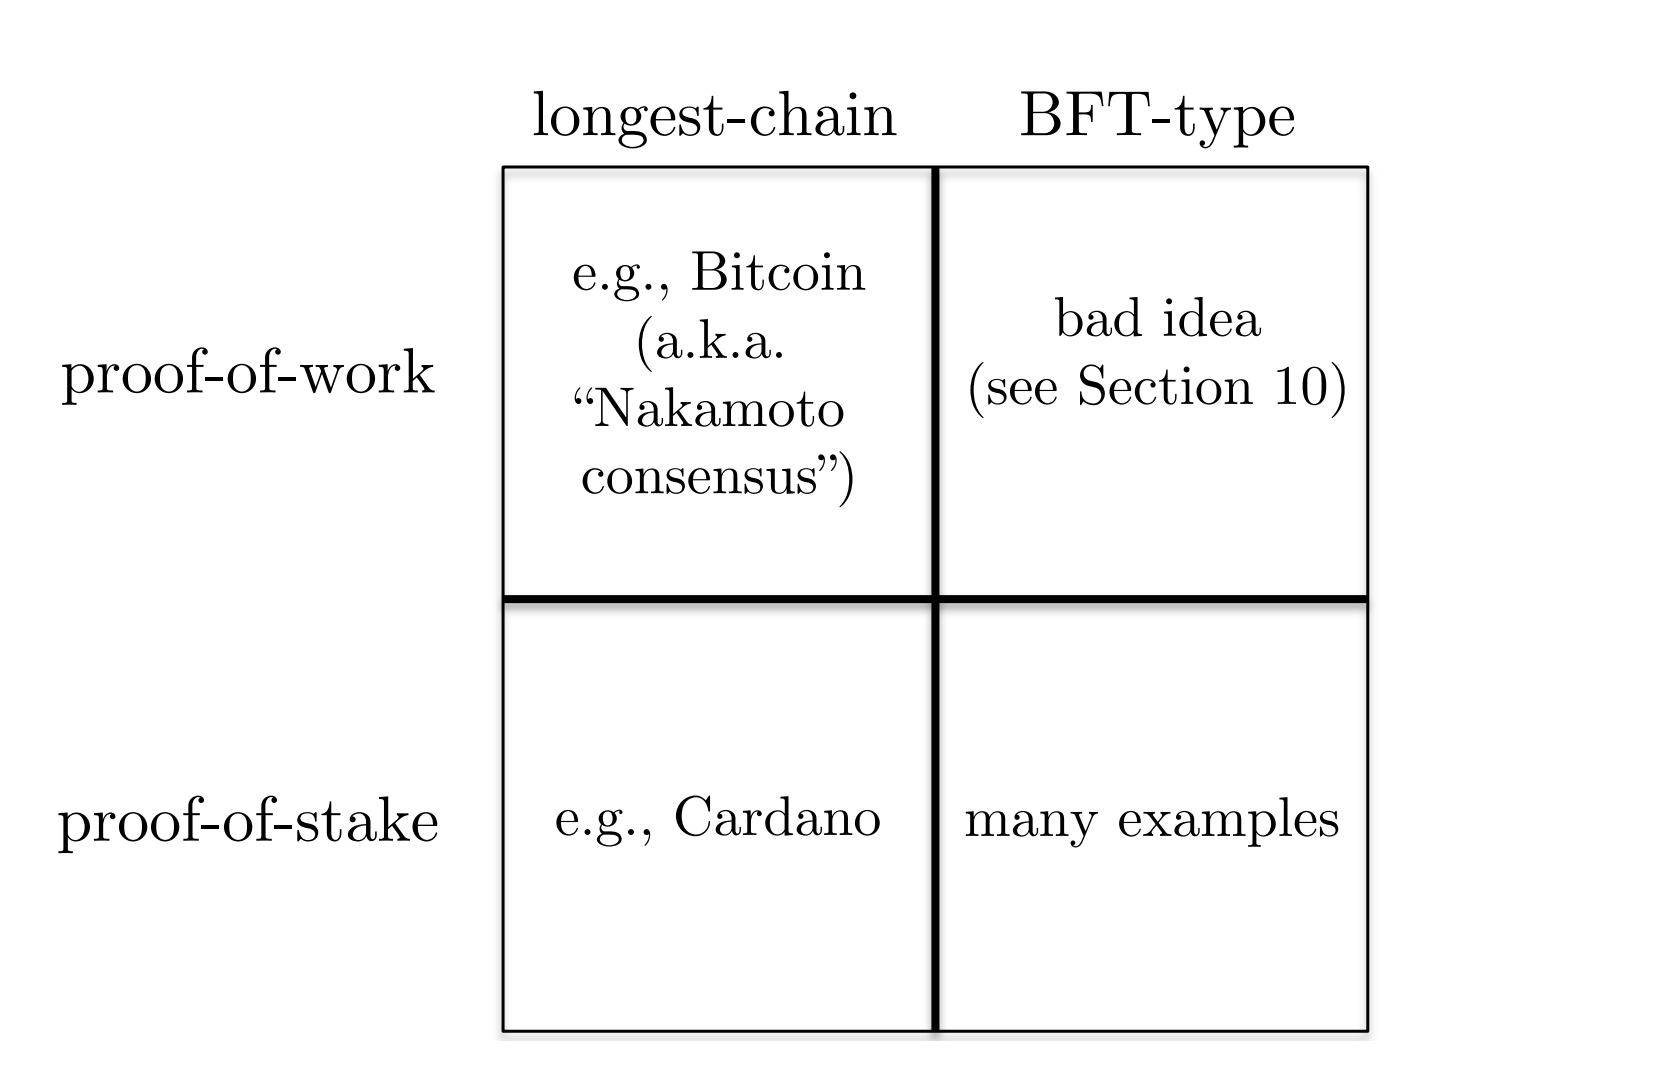 longest-chain BFT-type
proof-of-work
e.g., Bitcoin
(a.k.a.
“Nakamoto
consensus”)
bad idea
(see Section 10)
proof-of-stake
e.g., Cardano
many examples